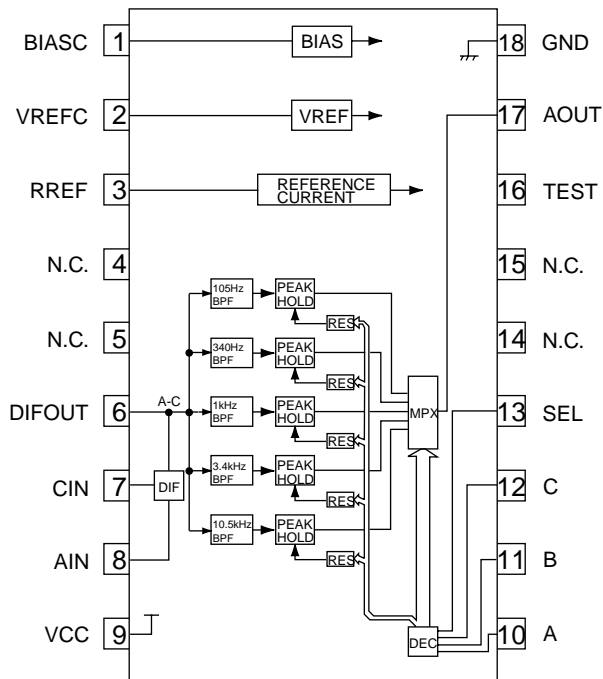 BIASC 1 BIAS 18 GND
VREFC 2 VREF 17 AOUT
RREF 3 REFERENCE CURRENT 16 TEST
N.C. 4 15 N.C.
105Hz BPF PEAK HOLD
RES
N.C. 5 14 N.C.
340Hz BPF PEAK HOLD
RES
DIFOUT 6 A-C 1kHz BPF PEAK HOLD MPX 13 SEL
RES
CIN 7 DIF 3.4kHz BPF PEAK HOLD 12 C
RES
AIN 8 10.5kHz BPF PEAK HOLD 11 B
RES
VCC 9 DEC 10 A